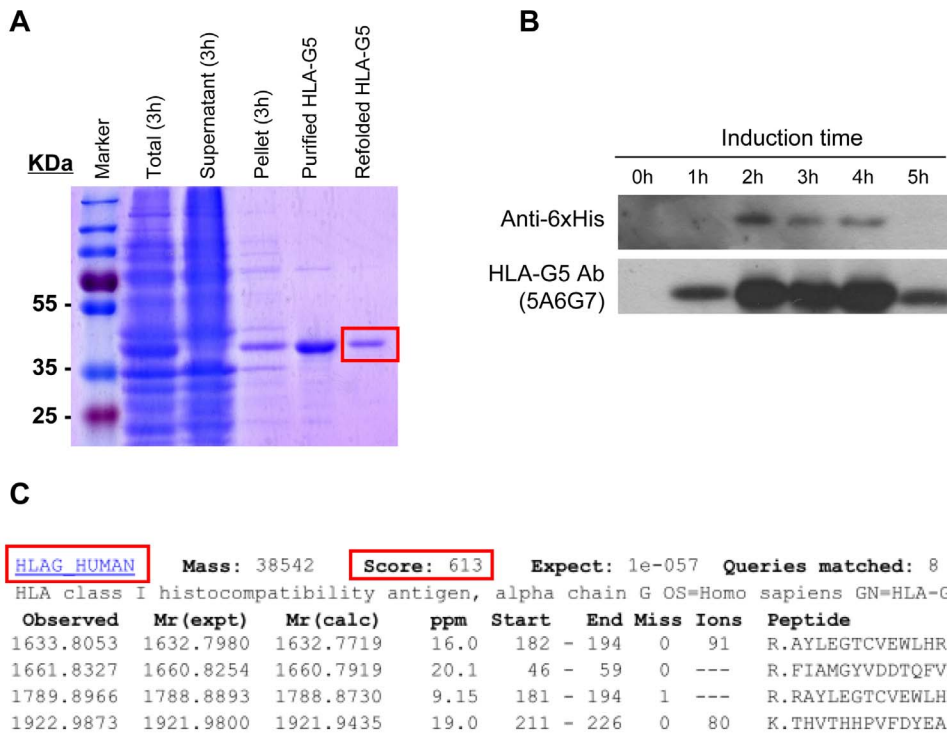 A
B
KDa
Marker
Total (3h)
Supernatant (3h)
Pellet (3h)
Purified HLA-G5
Refolded HLA-G5
55 -
35 -
25 -
Induction time
0h 1h 2h 3h 4h 5h
Anti-6xHis
HLA-G5 Ab
(5A6G7)
C
HLAG_HUMAN Mass: 38542 Score: 613 Expect: 1e-057 Queries matched: 8
HLA class I histocompatibility antigen, alpha chain G OS=Homo sapiens GN=HLA-G
Observed Mr(expt) Mr(calc) ppm Start End Miss Ions Peptide
1633.8053 1632.7980 1632.7719 16.0 182 - 194 0 91 R.AYLEGTCVEWLHR
1661.8327 1660.8254 1660.7919 20.1 46 - 59 0 --- R.FIAMGYVDDTQFV
1789.8966 1788.8893 1788.8730 9.15 181 - 194 1 --- R.RAYLEGTCVEWLH
1922.9873 1921.9800 1921.9435 19.0 211 - 226 0 80 K.THVTHHPVFDYEA